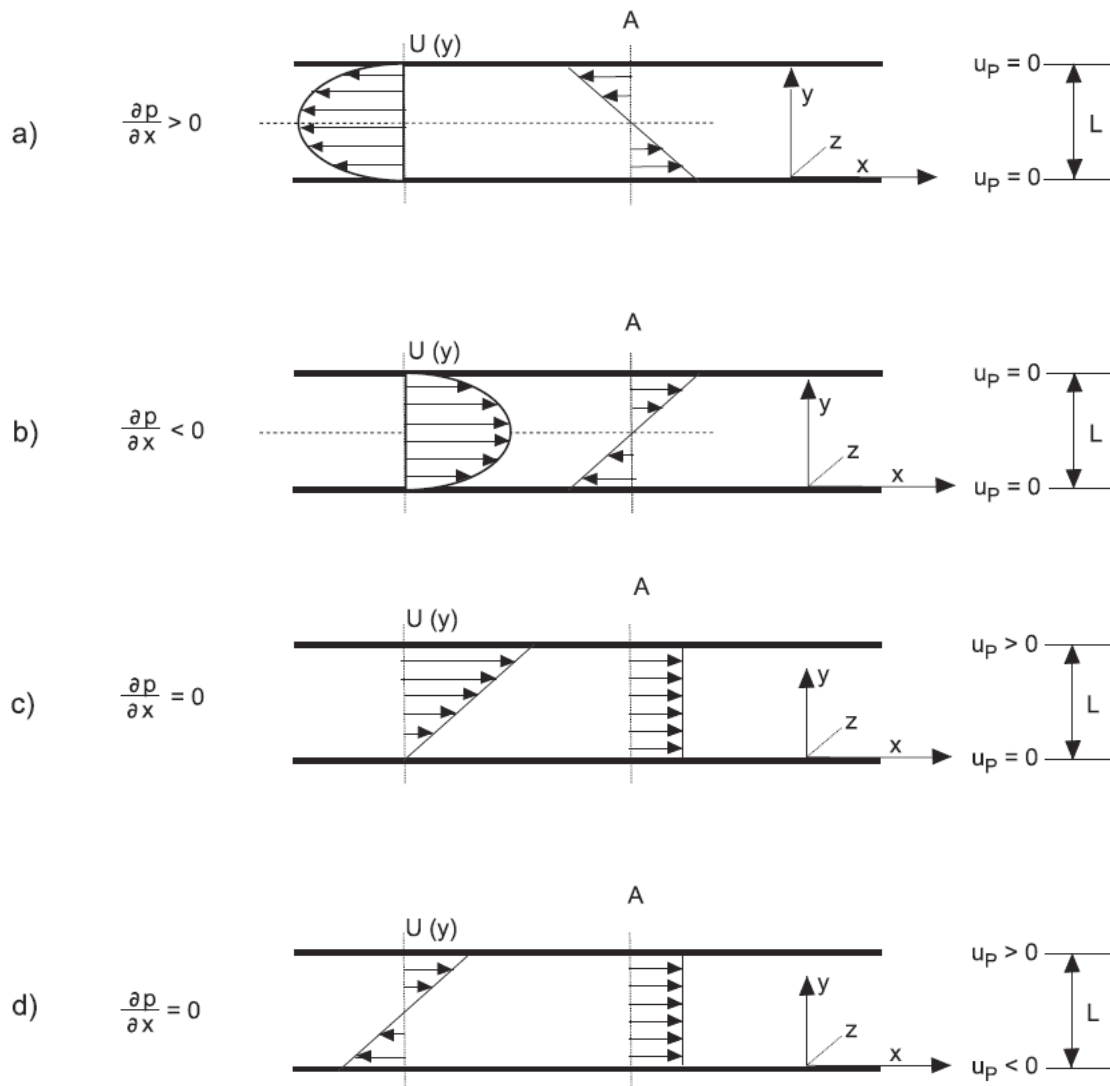 A
U (y)
u_P = 0
a) ∂p/∂x > 0
y
z
x
L
u_P = 0
A
U (y)
u_P = 0
b) ∂p/∂x < 0
y
z
x
L
u_P = 0
A
U (y)
u_P > 0
c) ∂p/∂x = 0
y
z
x
L
u_P = 0
A
U (y)
u_P > 0
d) ∂p/∂x = 0
y
z
x
L
u_P < 0